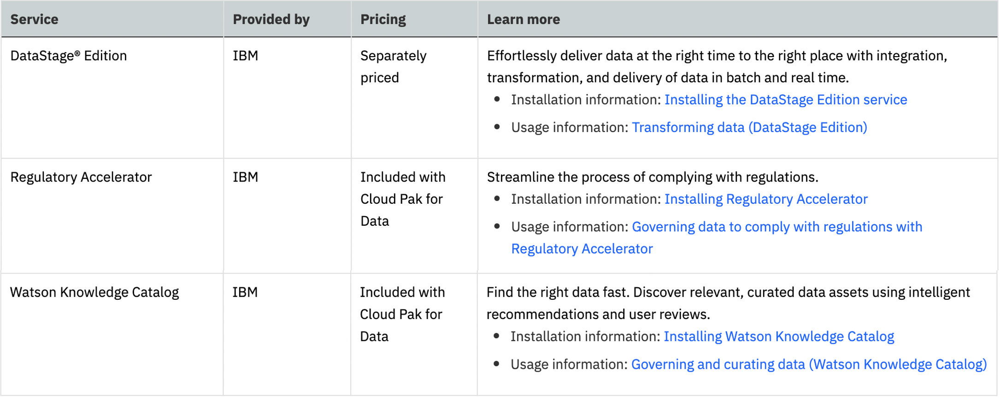 Service
Provided by
Pricing
Learn more
DataStage® Edition
IBM
Separately
priced
Effortlessly deliver data at the right time to the right place with integration,
transformation, and delivery of data in batch and real time.
• Installation information: Installing the DataStage Edition service
• Usage information: Transforming data (DataStage Edition)
Regulatory Accelerator
IBM
Included with
Cloud Pak for
Data
Streamline the process of complying with regulations.
• Installation information: Installing Regulatory Accelerator
• Usage information: Governing data to comply with regulations with
Regulatory Accelerator
Watson Knowledge Catalog
IBM
Included with
Cloud Pak for
Data
Find the right data fast. Discover relevant, curated data assets using intelligent
recommendations and user reviews.
• Installation information: Installing Watson Knowledge Catalog
• Usage information: Governing and curating data (Watson Knowledge Catalog)